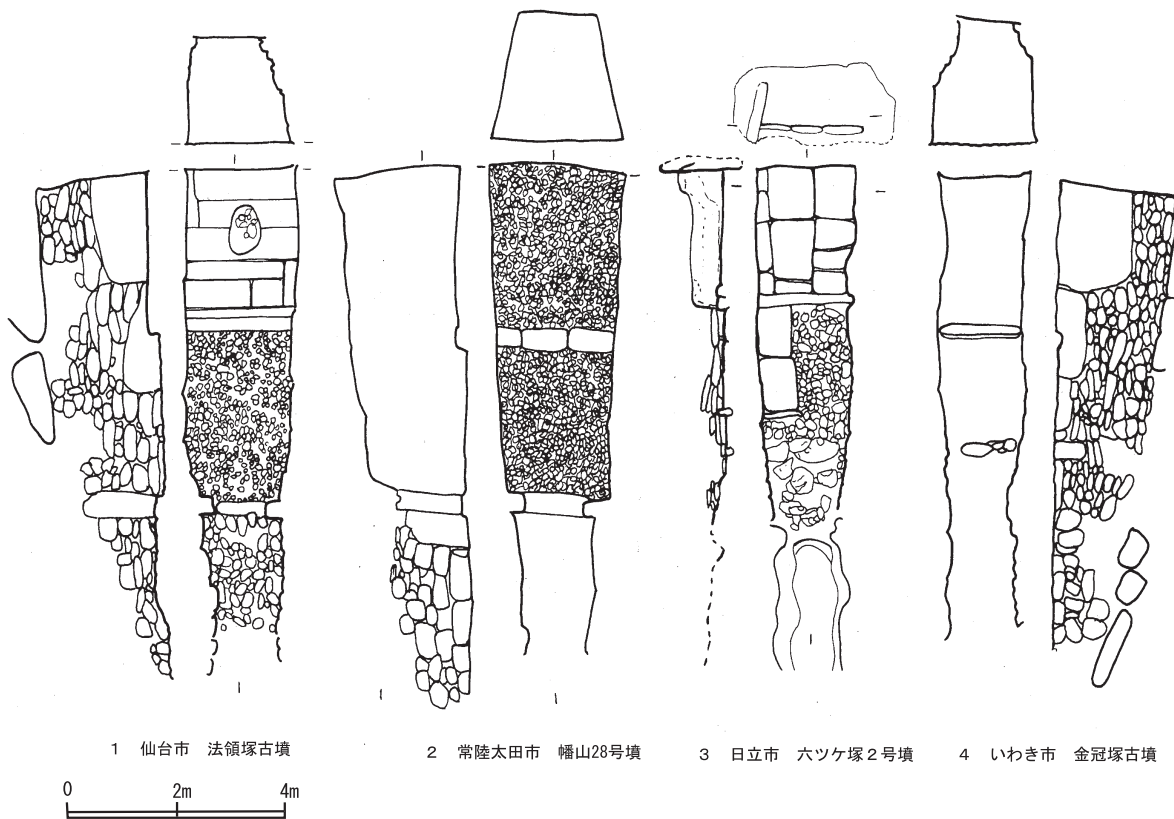 1 仙台市 法領塚古墳
2 常陸太田市 幡山28号墳
3 日立市 六ツケ塚2号墳
4 いわき市 金冠塚古墳
0 2m 4m